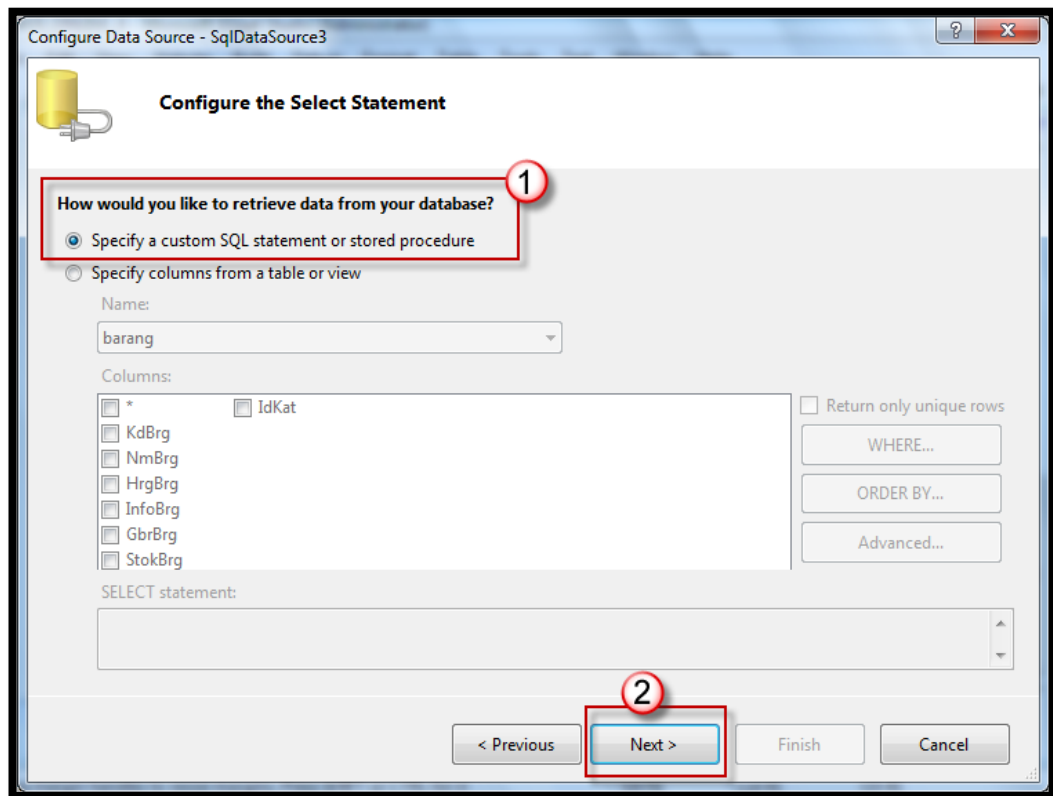 Configure Data Source - SqlDataSource3
?
X
Configure the Select Statement
1
How would you like to retrieve data from your database?
Specify a custom SQL statement or stored procedure
Specify columns from a table or view
Name:
barang
Columns:
* IdKat
KdBrg
NmBrg
HrgBrg
InfoBrg
GbrBrg
StokBrg
Return only unique rows
WHERE...
ORDER BY...
Advanced...
SELECT statement:
2
< Previous Next > Finish Cancel